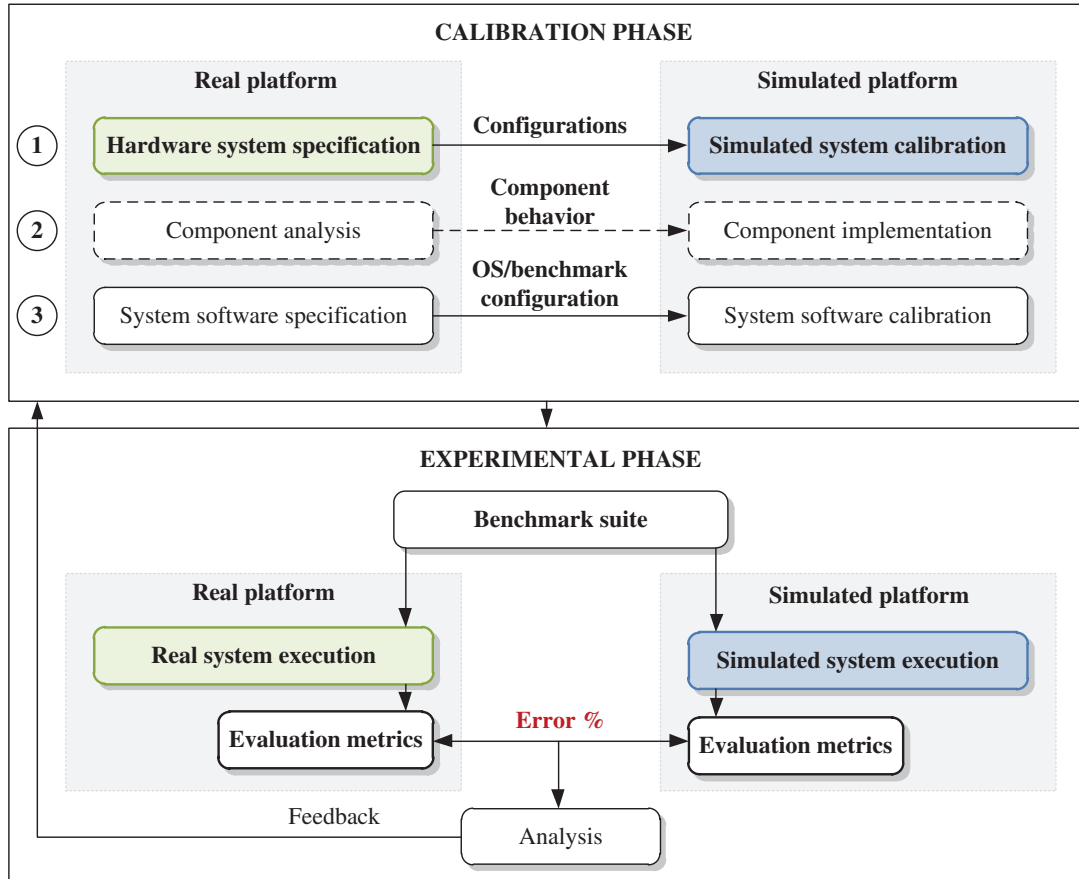 CALIBRATION PHASE
Real platform
Simulated platform
1
Hardware system specification
Configurations
Simulated system calibration
2
Component analysis
Component
behavior
Component implementation
3
System software specification
OS/benchmark
configuration
System software calibration
EXPERIMENTAL PHASE
Benchmark suite
Real platform
Simulated platform
Real system execution
Simulated system execution
Evaluation metrics
Error %
Evaluation metrics
Feedback
Analysis